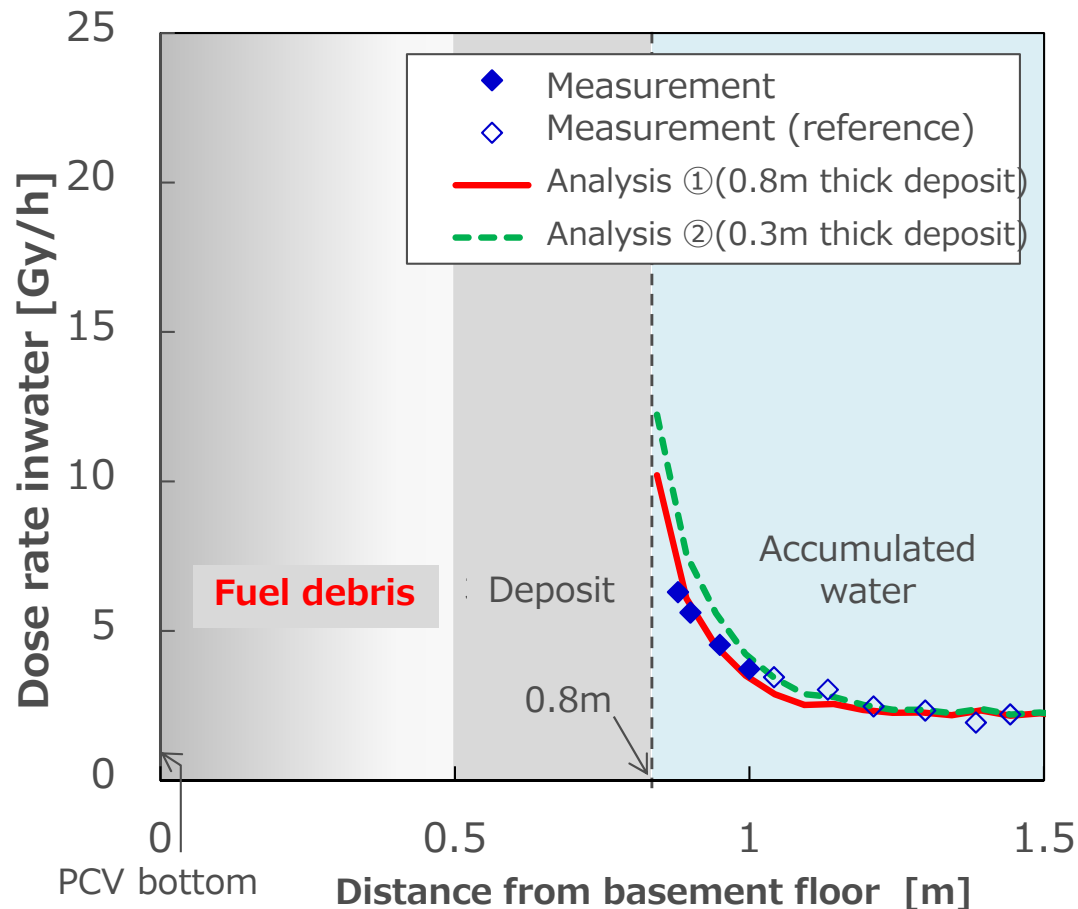 25
20
15
10
5
0
Dose rate inwater [Gy/h]
Measurement
Measurement (reference)
Analysis ①(0.8m thick deposit)
Analysis ②(0.3m thick deposit)
Fuel debris
Deposit
Accumulated
water
0.8m
0
0.5
1
1.5
PCV bottom
Distance from basement floor [m]